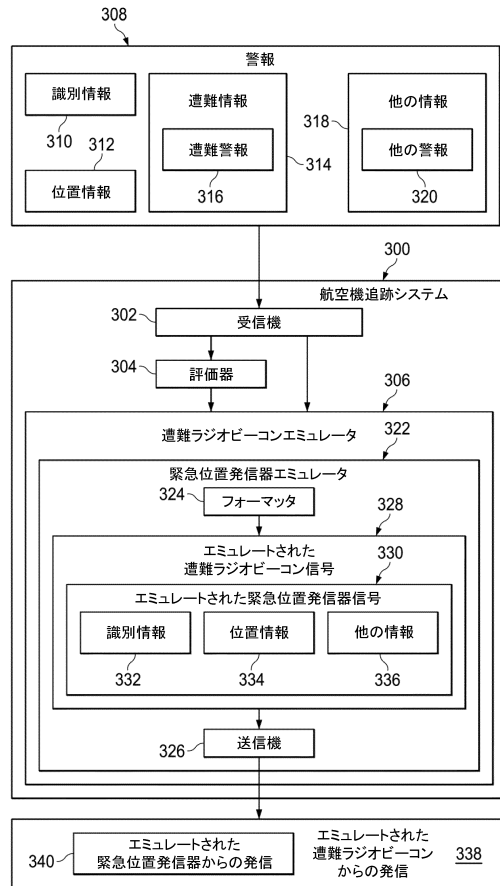 308
警報
識別情報
310
312
位置情報
遭難情報
遭難警報
316
314
318
他の情報
他の警報
320
300
航空機追跡システム
302
受信機
304
評価器
306
遭難ラジオビーコンエミュレータ
322
緊急位置発信器エミュレータ
324
フォーマッタ
328
エミュレートされた
遭難ラジオビーコン信号
330
エミュレートされた緊急位置発信器信号
識別情報
位置情報
他の情報
332
334
336
326
送信機
340
エミュレートされた
緊急位置発信器からの発信
エミュレートされた
遭難ラジオビーコン
からの発信
338